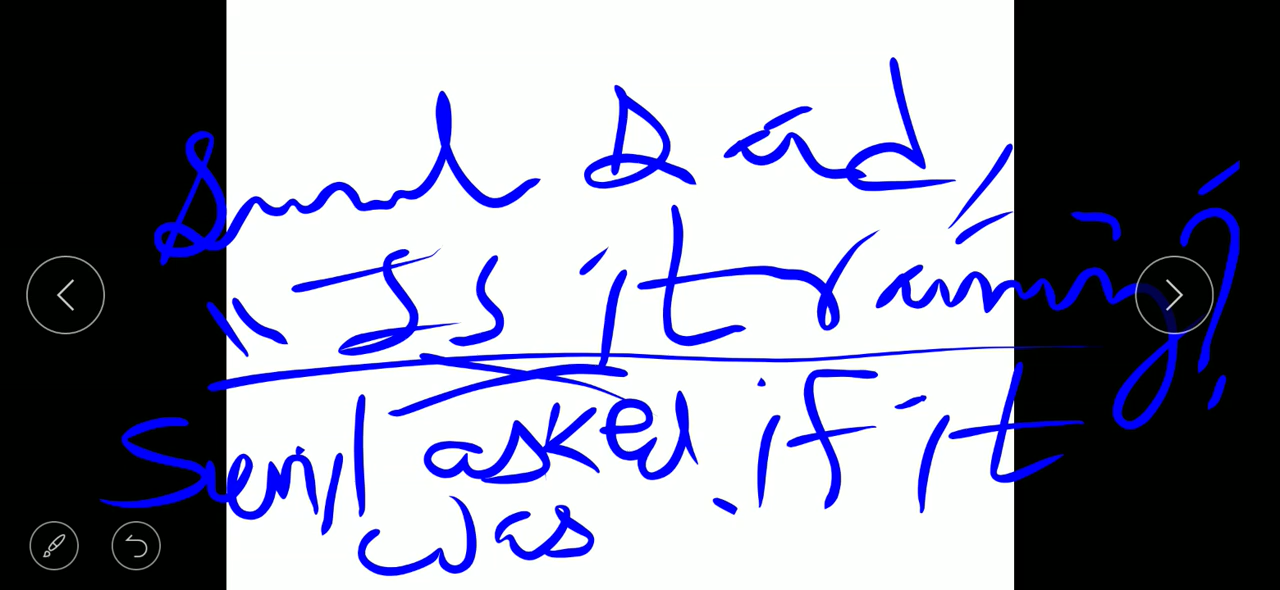 Sunil Said,
"Is it raining?
Sunil asked if it
was